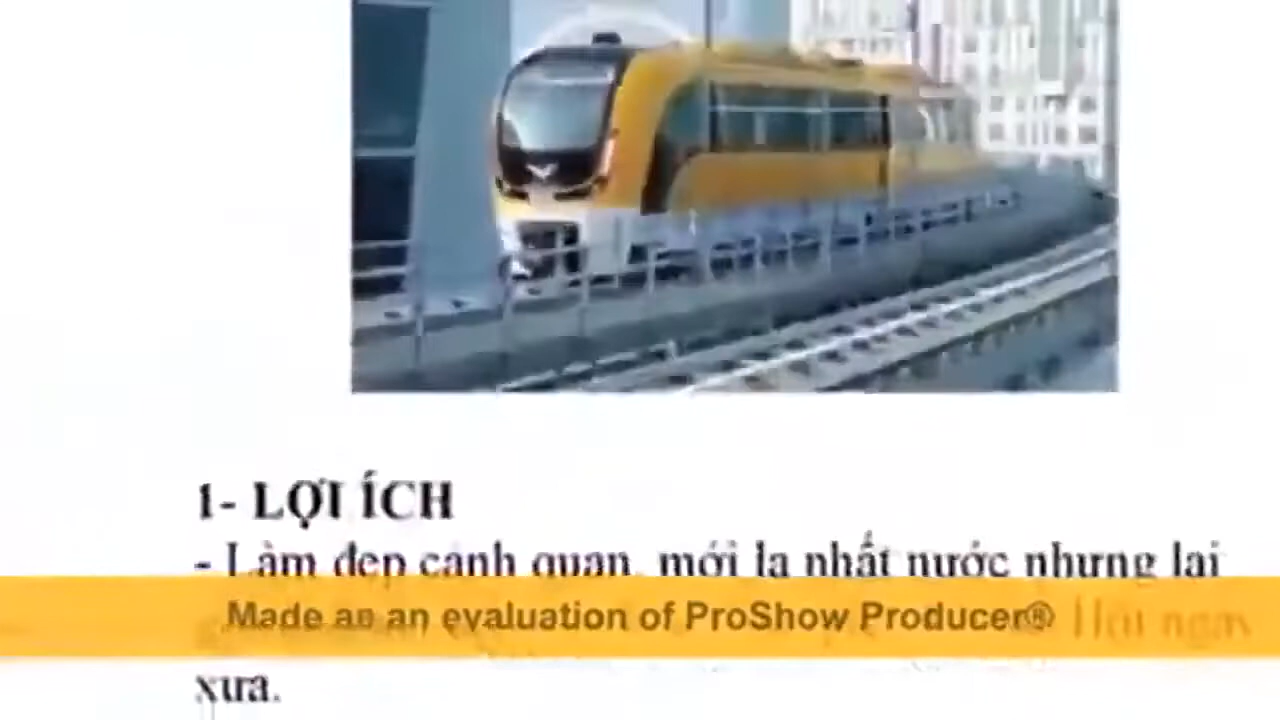 1- LỢI ÍCH
- Làm đẹp cảnh quan, mới lạ nhất nước nhưng lại
Made as an evaluation of ProShow Producer®
xưa.